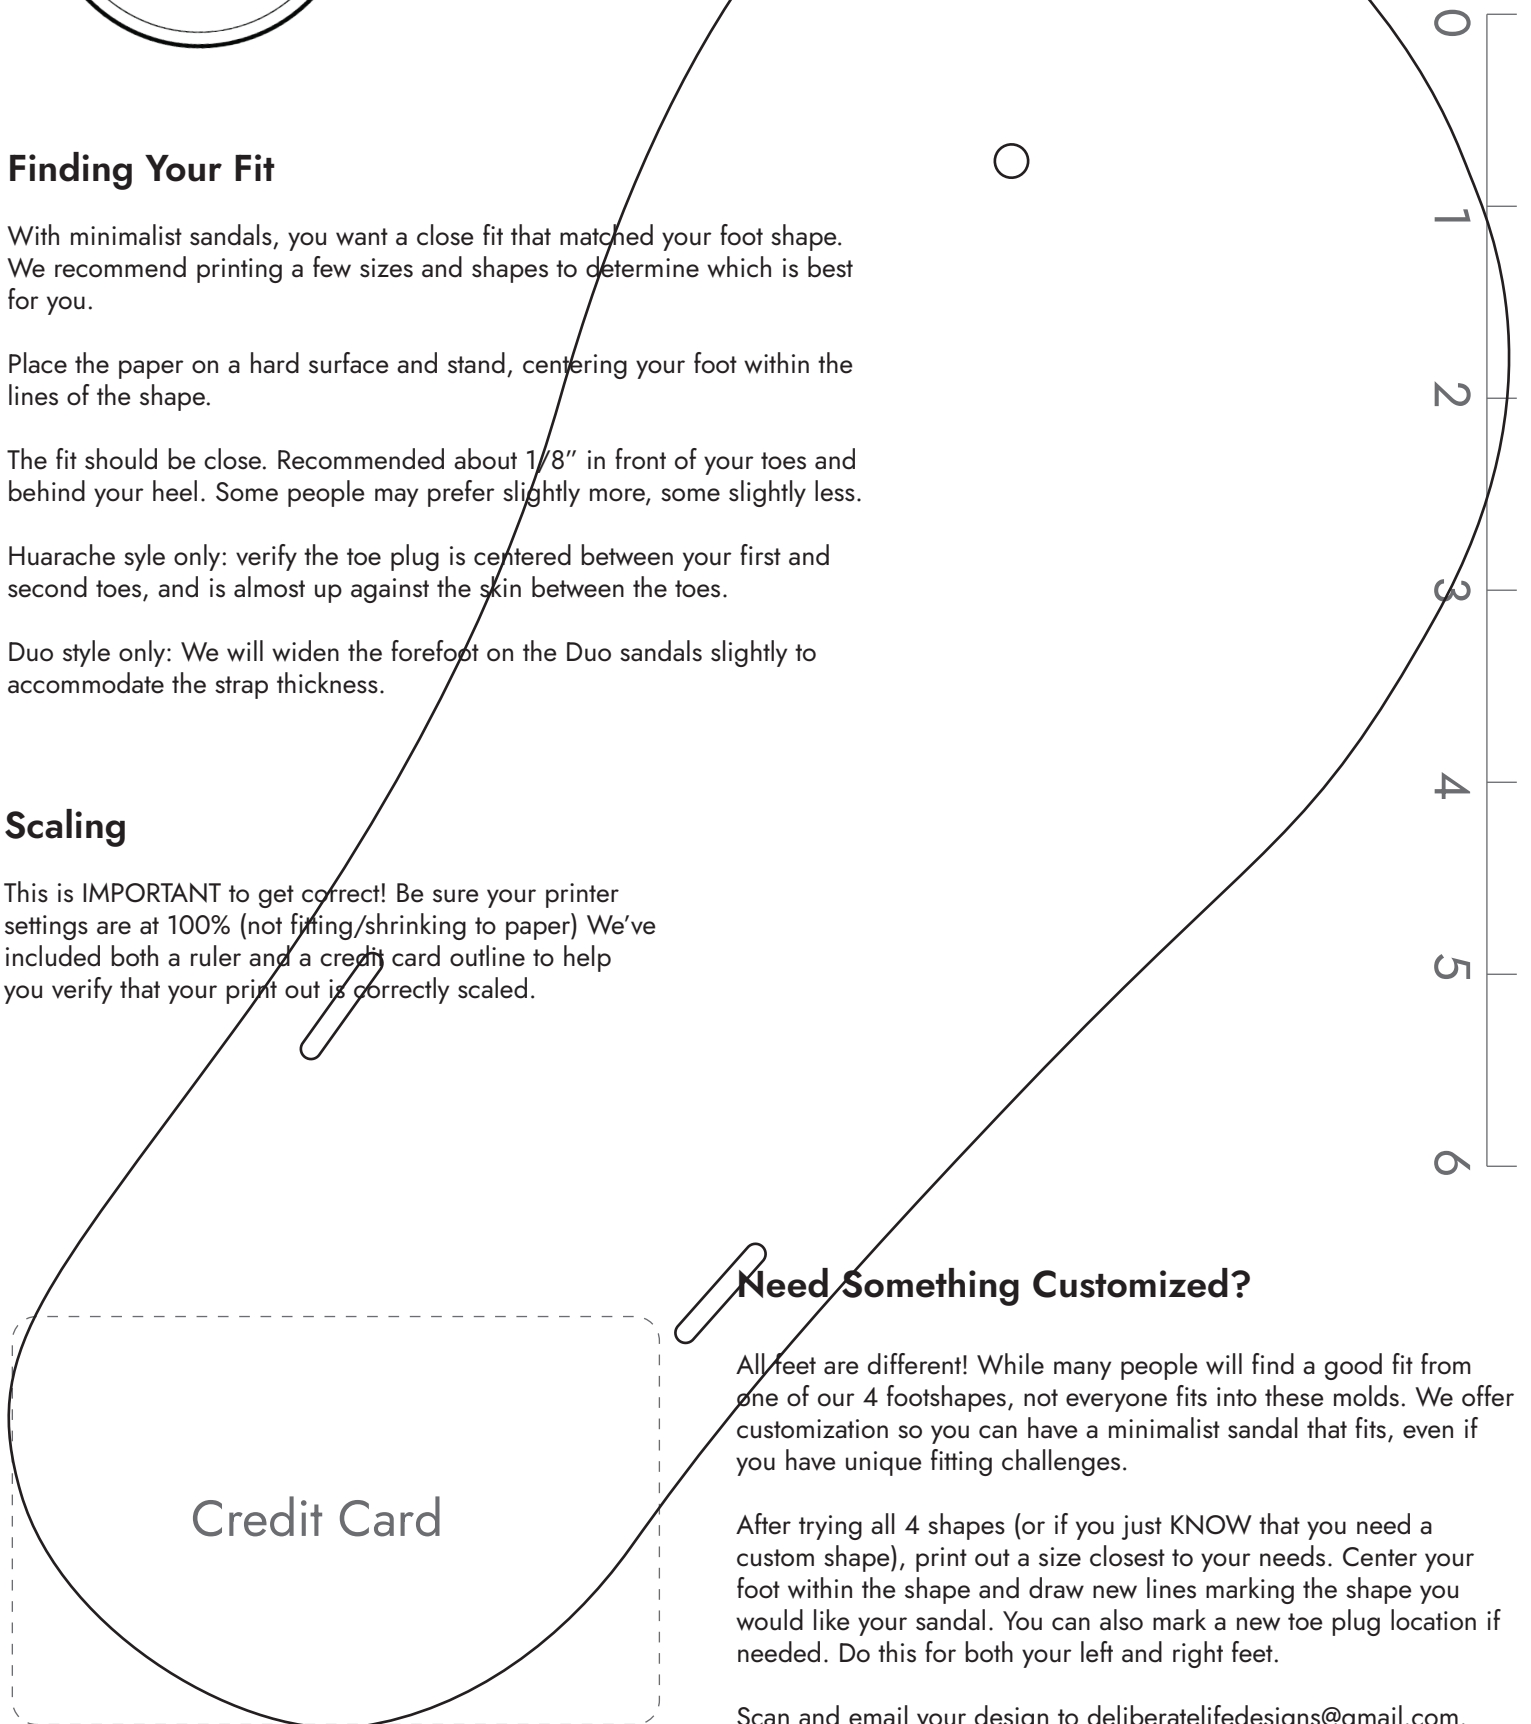 Finding Your Fit
With minimalist sandals, you want a close fit that matched your foot shape.
We recommend printing a few sizes and shapes to determine which is best
for you.
Place the paper on a hard surface and stand, centering your foot within the
lines of the shape.
The fit should be close. Recommended about 1/8” in front of your toes and
behind your heel. Some people may prefer slightly more, some slightly less.
Huarache syle only: verify the toe plug is centered between your first and
second toes, and is almost up against the skin between the toes.
Duo style only: We will widen the forefoot on the Duo sandals slightly to
accommodate the strap thickness.
Scaling
This is IMPORTANT to get correct! Be sure your printer
settings are at 100% (not fitting/shrinking to paper) We’ve
included both a ruler and a credit card outline to help
you verify that your print out is correctly scaled.
0
1
2
3
4
5
6
Credit Card
Need Something Customized?
All feet are different! While many people will find a good fit from
one of our 4 footshapes, not everyone fits into these molds. We offer
customization so you can have a minimalist sandal that fits, even if
you have unique fitting challenges.
After trying all 4 shapes (or if you just KNOW that you need a
custom shape), print out a size closest to your needs. Center your
foot within the shape and draw new lines marking the shape you
would like your sandal. You can also mark a new toe plug location if
needed. Do this for both your left and right feet.
Scan and email your design to deliberatelifedesigns@gmail.com.